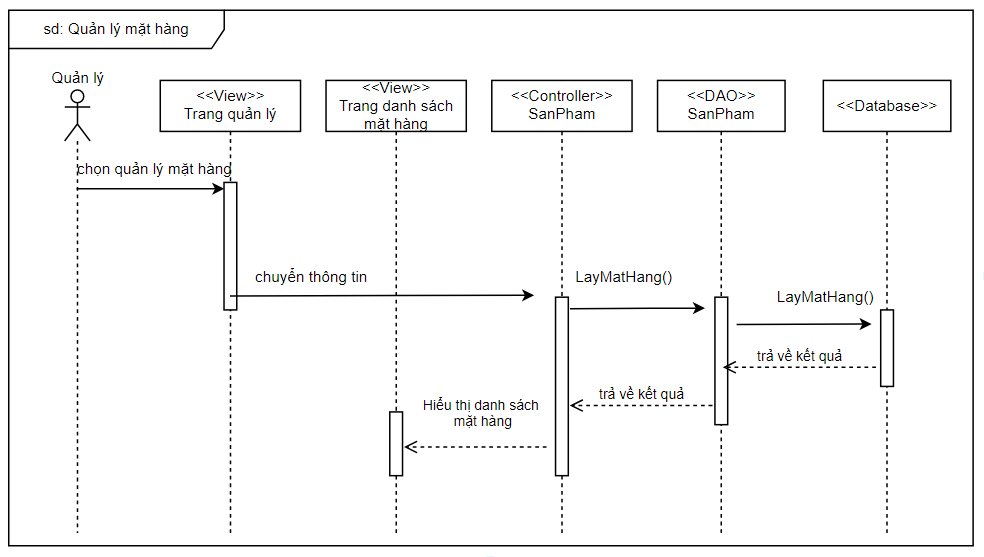 sd: Quản lý mặt hàng
Quản lý
<<View>>
Trang quản lý
<<View>>
Trang danh sách
mặt hàng
<<Controller>>
SanPham
<<DAO>>
SanPham
<<Database>>
chọn quản lý mặt hàng
chuyển thông tin
LayMatHang()
LayMatHang()
trả về kết quả
trả về kết quả
Hiểu thị danh sách
mặt hàng